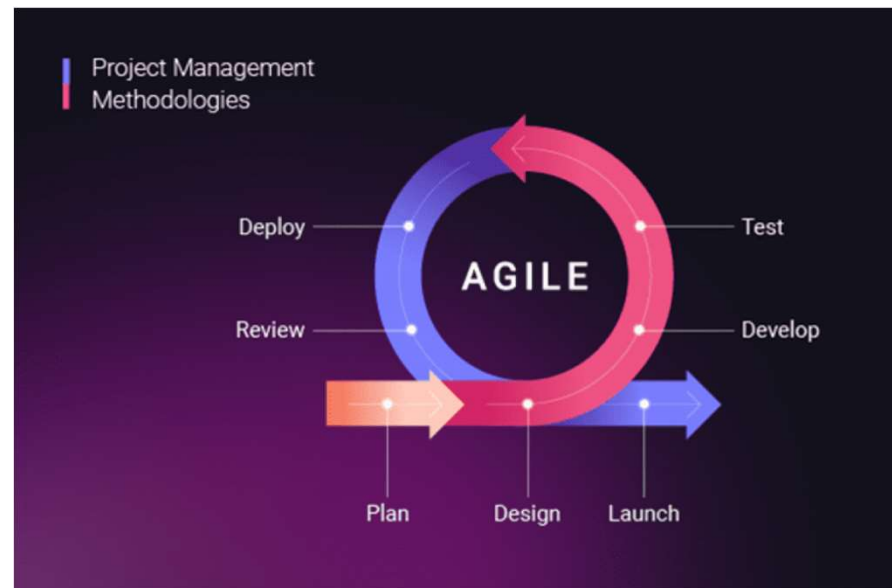 Project Management
Methodologies
Deploy
Test
AGILE
Review
Develop
Plan
Design
Launch